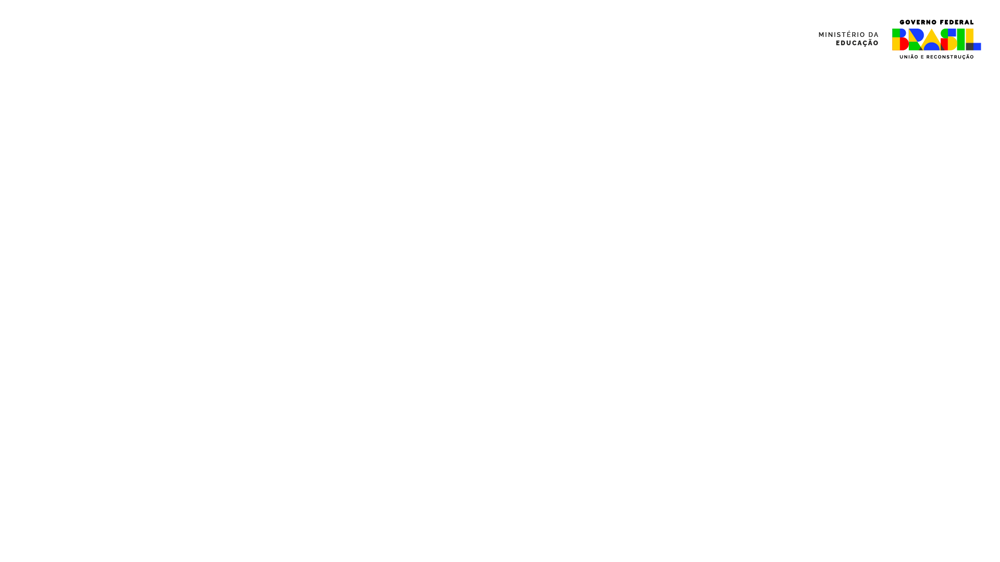 MINISTÉRIO DA
EDUCAÇÃO
GOVERNO FEDERAL
BRASIL
UNIÃO E RECONSTRUÇÃO